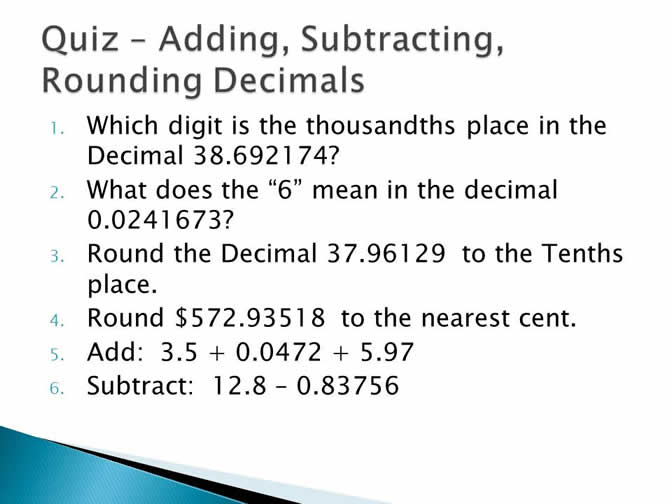 Quiz – Adding, Subtracting,
Rounding Decimals
1. Which digit is the thousandths place in the
Decimal 38.692174?
2. What does the “6” mean in the decimal
0.0241673?
3. Round the Decimal 37.96129 to the Tenths
place.
4. Round $572.93518 to the nearest cent.
5. Add: 3.5 + 0.0472 + 5.97
6. Subtract: 12.8 – 0.83756